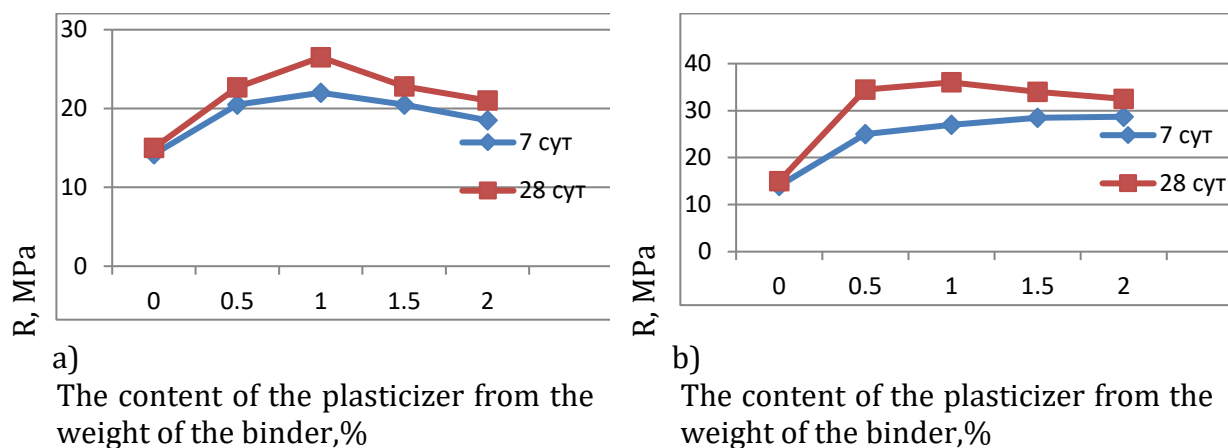 30
20
10
0
0
0.5
1
1.5
2
7 сут
28 сут
R, MPa
a)
The content of the plasticizer from the
weight of the binder,%
40
30
20
10
0
0
0.5
1
1.5
2
7 сут
28 сут
R, MPa
b)
The content of the plasticizer from the
weight of the binder,%